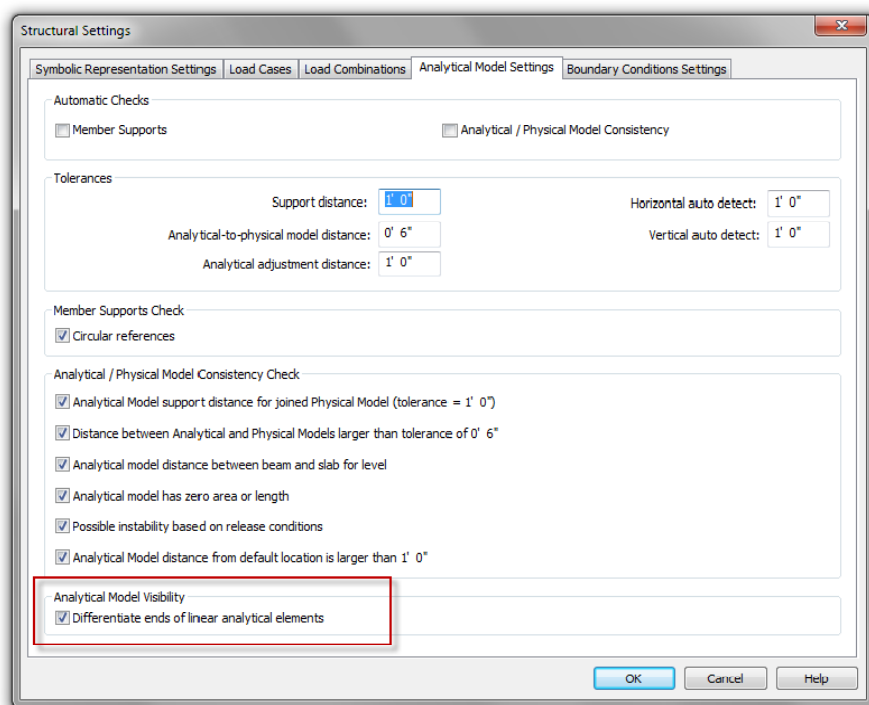 Structural Settings
Symbolic Representation Settings Load Cases Load Combinations Analytical Model Settings Boundary Conditions Settings
Automatic Checks
Member Supports Analytical / Physical Model Consistency
Tolerances
Support distance: 1' 0" Horizontal auto detect: 1' 0"
Analytical-to-physical model distance: 0' 6" Vertical auto detect: 1' 0"
Analytical adjustment distance: 1' 0"
Member Supports Check
Circular references
Analytical / Physical Model Consistency Check
Analytical Model support distance for joined Physical Model (tolerance = 1' 0")
Distance between Analytical and Physical Models larger than tolerance of 0' 6"
Analytical model distance between beam and slab for level
Analytical model has zero area or length
Possible instability based on release conditions
Analytical Model distance from default location is larger than 1' 0"
Analytical Model Visibility
Differentiate ends of linear analytical elements
OK Cancel Help